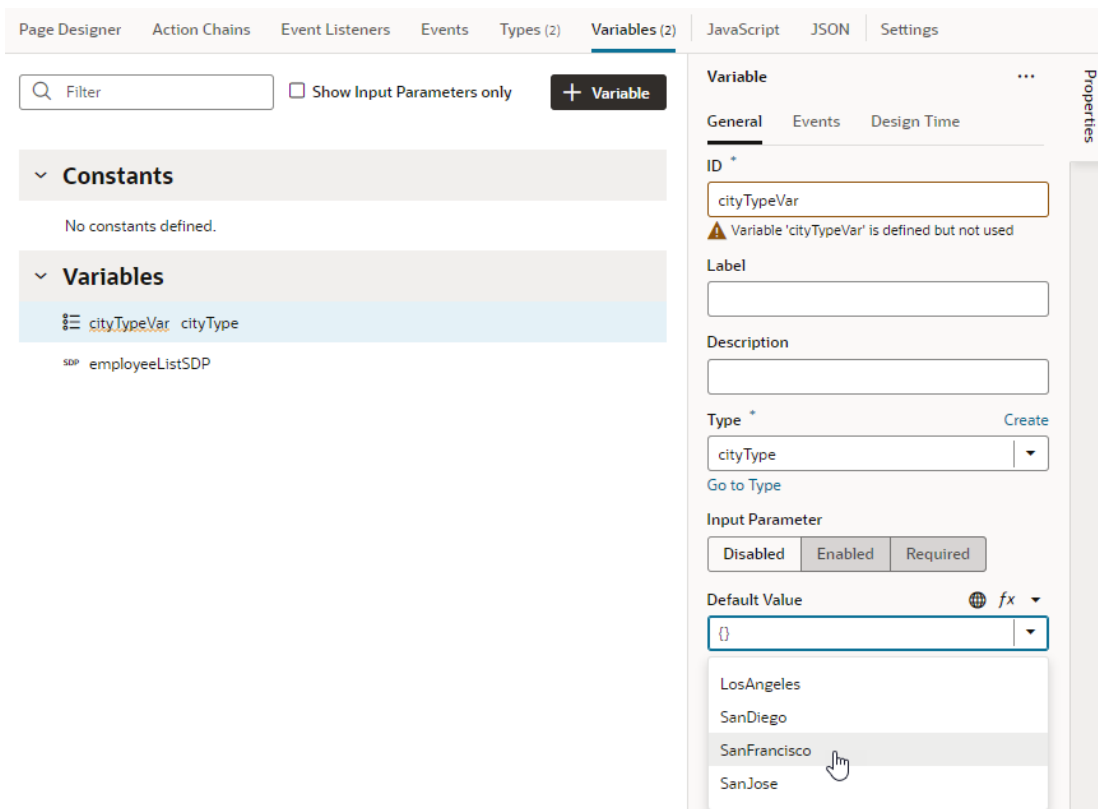 Page Designer Action Chains Event Listeners Events Types (2) Variables (2) JavaScript JSON Settings
Filter
Show Input Parameters only
+ Variable
Constants
No constants defined.
Variables
cityTypeVar cityType
SDP employeeListSDP
Variable
Properties
General Events Design Time
ID *
cityTypeVar
Variable 'cityTypeVar' is defined but not used
Label
Description
Type * Create
cityType
Go to Type
Input Parameter
Disabled Enabled Required
Default Value fx
{}
LosAngeles
SanDiego
SanFrancisco
SanJose